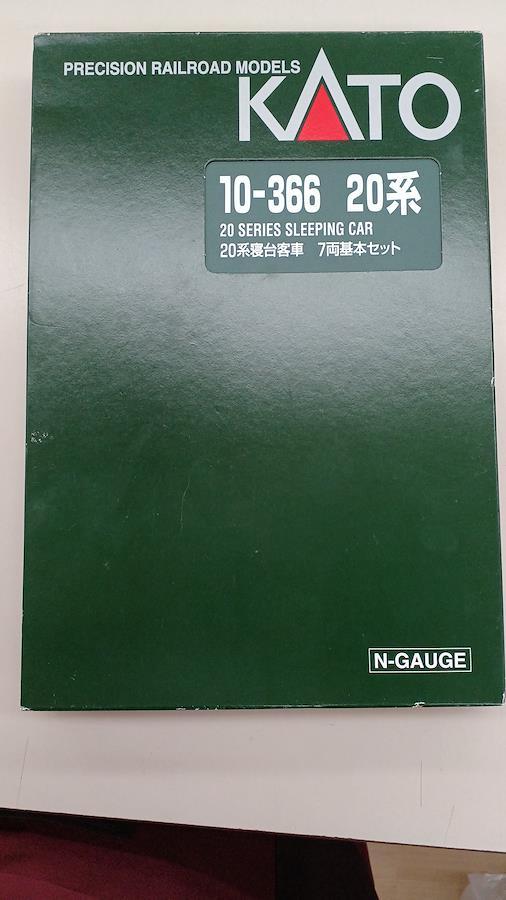 PRECISION RAILROAD MODELS
KATO
10-366 20系
20 SERIES SLEEPING CAR
20系寝台客車 7両基本セット
N-GAUGE